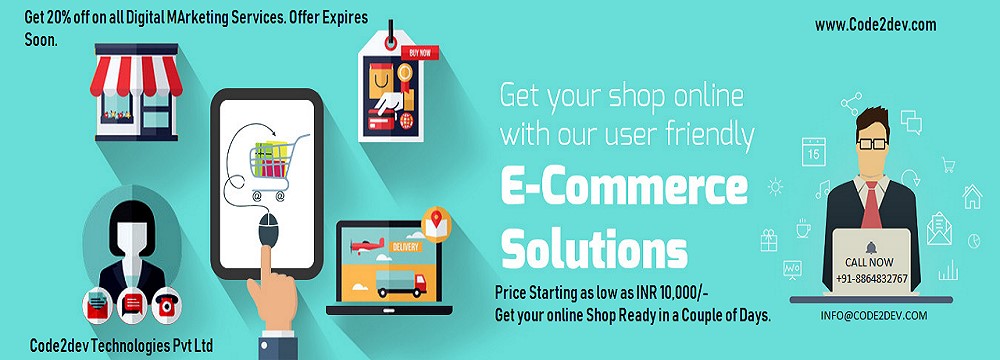 Get 20% off on all Digital MArketing Services. Offer Expires
Soon.
www.Code2dev.com
BUY NOW
Get your shop online
with our user friendly
E-Commerce
Solutions
15
DELIVERY
CALL NOW
+91-8864832767
Price Starting as low as INR 10,000/-
Get your online Shop Ready in a Couple of Days.
INFO@CODE2DEV.COM
Code2dev Technologies Pvt Ltd